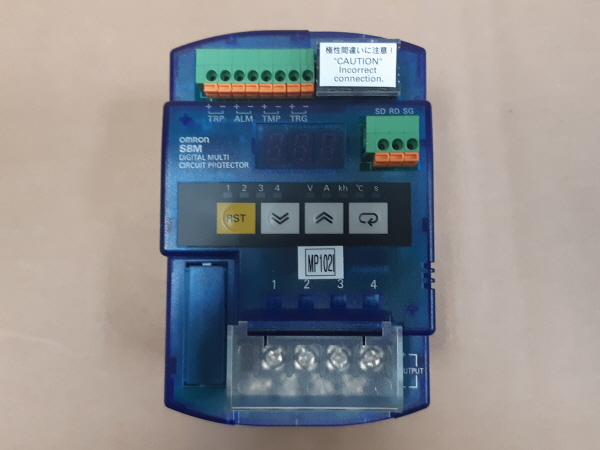 極性間違いに注意!
"CAUTION"
Incorrect
connection.
+ − + − + − + −
TRP ALM TMP TRG
SD RD SG
OMRON
S8M
DIGITAL MULTI
CIRCUIT PROTECTOR
1 2 3 4 V A kh ℃ s
RST
MP102
1 2 3 4
OUTPUT